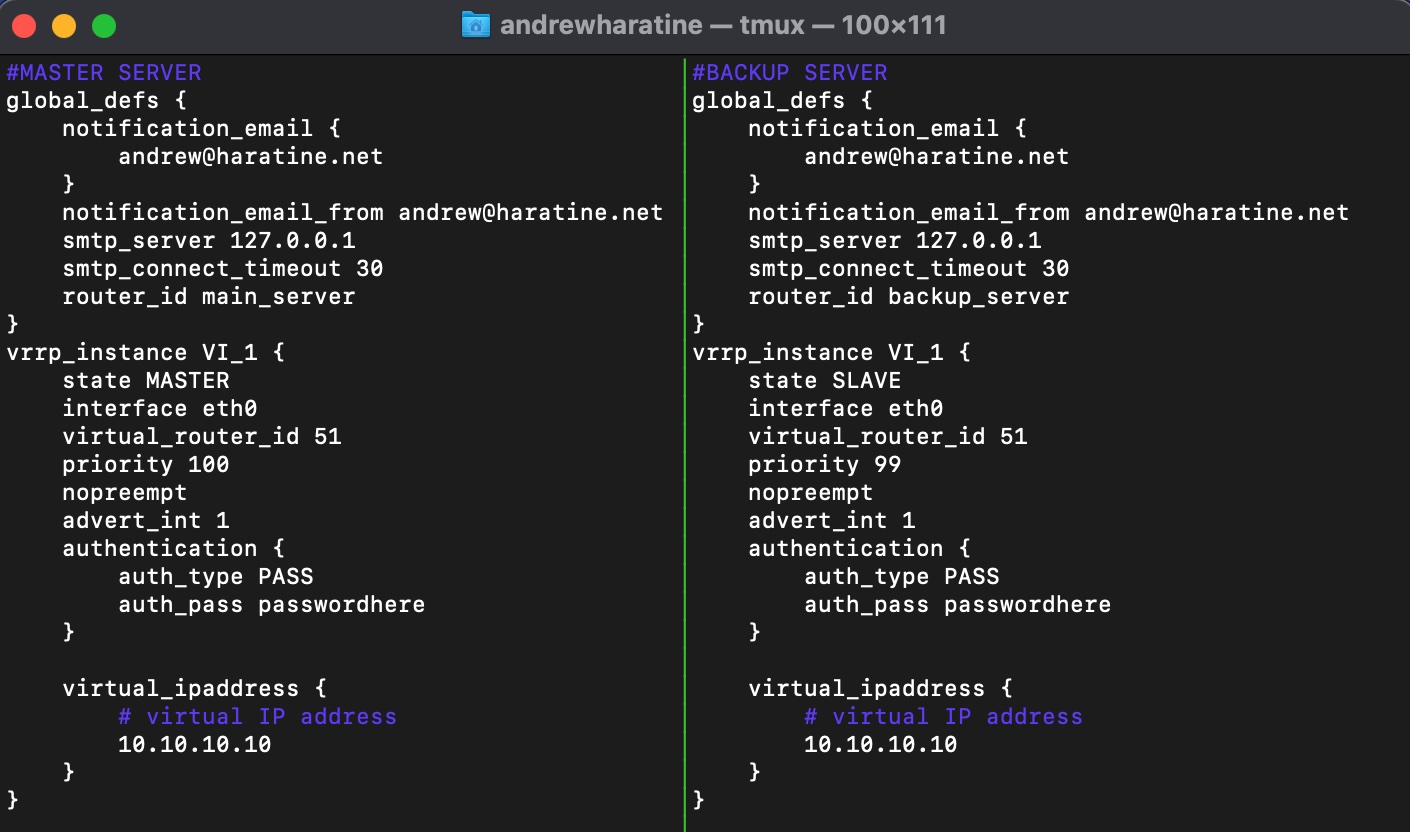 andrewharatine — tmux — 100×111
#MASTER SERVER
global_defs {
    notification_email {
        andrew@haratine.net
    }
    notification_email_from andrew@haratine.net
    smtp_server 127.0.0.1
    smtp_connect_timeout 30
    router_id main_server
}
vrrp_instance VI_1 {
    state MASTER
    interface eth0
    virtual_router_id 51
    priority 100
    nopreempt
    advert_int 1
    authentication {
        auth_type PASS
        auth_pass passwordhere
    }

    virtual_ipaddress {
        # virtual IP address
        10.10.10.10
    }
}
#BACKUP SERVER
global_defs {
    notification_email {
        andrew@haratine.net
    }
    notification_email_from andrew@haratine.net
    smtp_server 127.0.0.1
    smtp_connect_timeout 30
    router_id backup_server
}
vrrp_instance VI_1 {
    state SLAVE
    interface eth0
    virtual_router_id 51
    priority 99
    nopreempt
    advert_int 1
    authentication {
        auth_type PASS
        auth_pass passwordhere
    }

    virtual_ipaddress {
        # virtual IP address
        10.10.10.10
    }
}